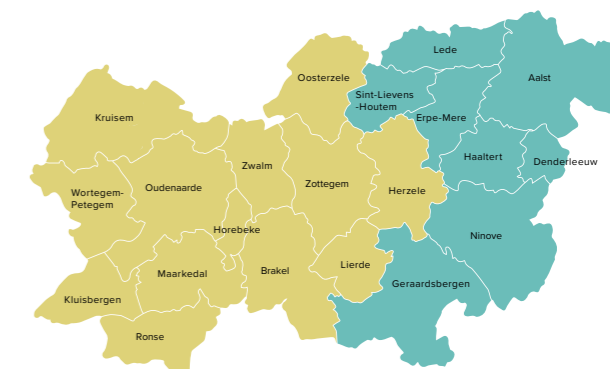 Lede
Aalst
Oosterzele
Sint-Lievens
-Houtem
Erpe-Mere
Kruisem
Haaltert
Denderleeuw
Zwalm
Zottegem
Oudenaarde
Herzele
Wortegem-
Petegem
Horebeke
Ninove
Lierde
Brakel
Maarkedal
Geraardsbergen
Kluisbergen
Ronse